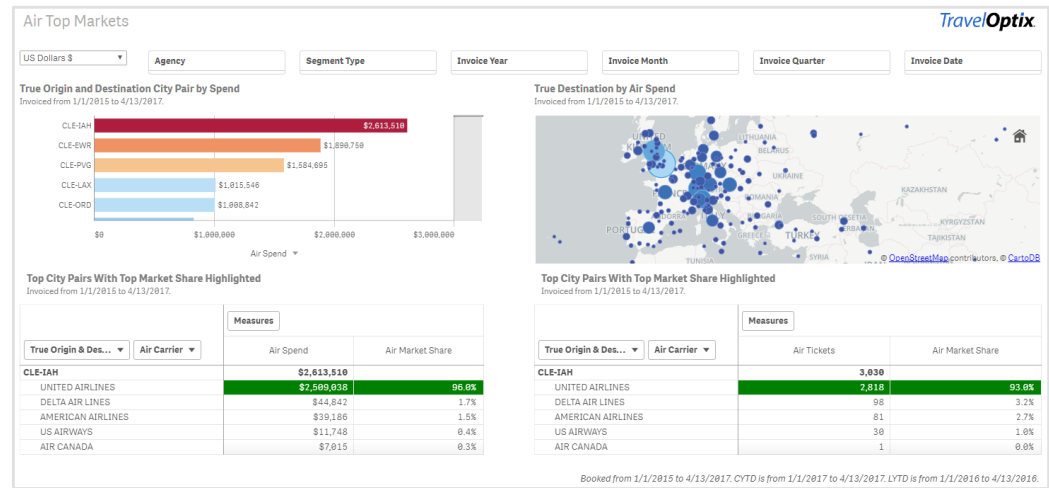 Air Top Markets
TravelOptix
US Dollars $
Agency
Segment Type
Invoice Year
Invoice Month
Invoice Quarter
Invoice Date
True Origin and Destination City Pair by Spend
Invoiced from 1/1/2015 to 4/13/2017.
CLE-IAH
$2,613,510
CLE-EWR
$1,890,750
CLE-PVG
$1,584,695
CLE-LAX
$1,015,546
CLE-ORD
$1,008,842
$0
$1,000,000
$2,000,000
$3,000,000
Air Spend
True Destination by Air Spend
Invoiced from 1/1/2015 to 4/13/2017.
LITHUANIA
BELARUS
UKRAINE
KAZAKHSTAN
SOUTH OSSETIA
KYRGYZSTAN
TAJIKISTAN
GREECE
SYRIA
TUNISIA
© OpenStreetMap contributors, © CartoDB
Top City Pairs With Top Market Share Highlighted
Invoiced from 1/1/2015 to 4/13/2017.
Measures
True Origin & Des...
Air Carrier
Air Spend
Air Market Share
CLE-IAH $2,613,510
UNITED AIRLINES $2,509,038 96.0%
DELTA AIR LINES $44,842 1.7%
AMERICAN AIRLINES $39,186 1.5%
US AIRWAYS $11,748 0.4%
AIR CANADA $7,015 0.3%
Top City Pairs With Top Market Share Highlighted
Invoiced from 1/1/2015 to 4/13/2017.
Measures
True Origin & Des...
Air Carrier
Air Tickets
Air Market Share
CLE-IAH 3,030
UNITED AIRLINES 2,818 93.0%
DELTA AIR LINES 98 3.2%
AMERICAN AIRLINES 81 2.7%
US AIRWAYS 30 1.0%
AIR CANADA 1 0.0%
Booked from 1/1/2015 to 4/13/2017. CYTD is from 1/1/2017 to 4/13/2017. LYTD is from 1/1/2016 to 4/13/2016.